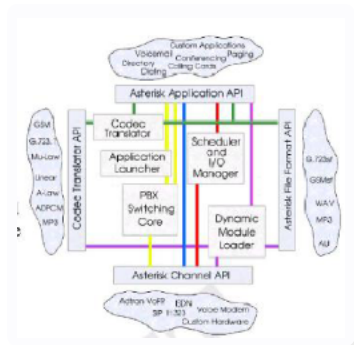 Custom Applications
Voicemail Paging
Directory Conferencing
Calling Cards
Dialing
Asterisk Application API
Codec
Translator
Application
Launcher
Scheduler
and
I/O
Manager
PBX
Switching
Core
Dynamic
Module
Loader
Codec Translator API
GSM
G.723.
Mu-Law
Linear
A-Law
ADPCM
MP3
e
Asterisk File Format API
G.723sf
GSMsf
WAV
MP3
AU
Asterisk Channel API
Adtran VoFR
SIP H.323 Voice Modem
Custom Hardware